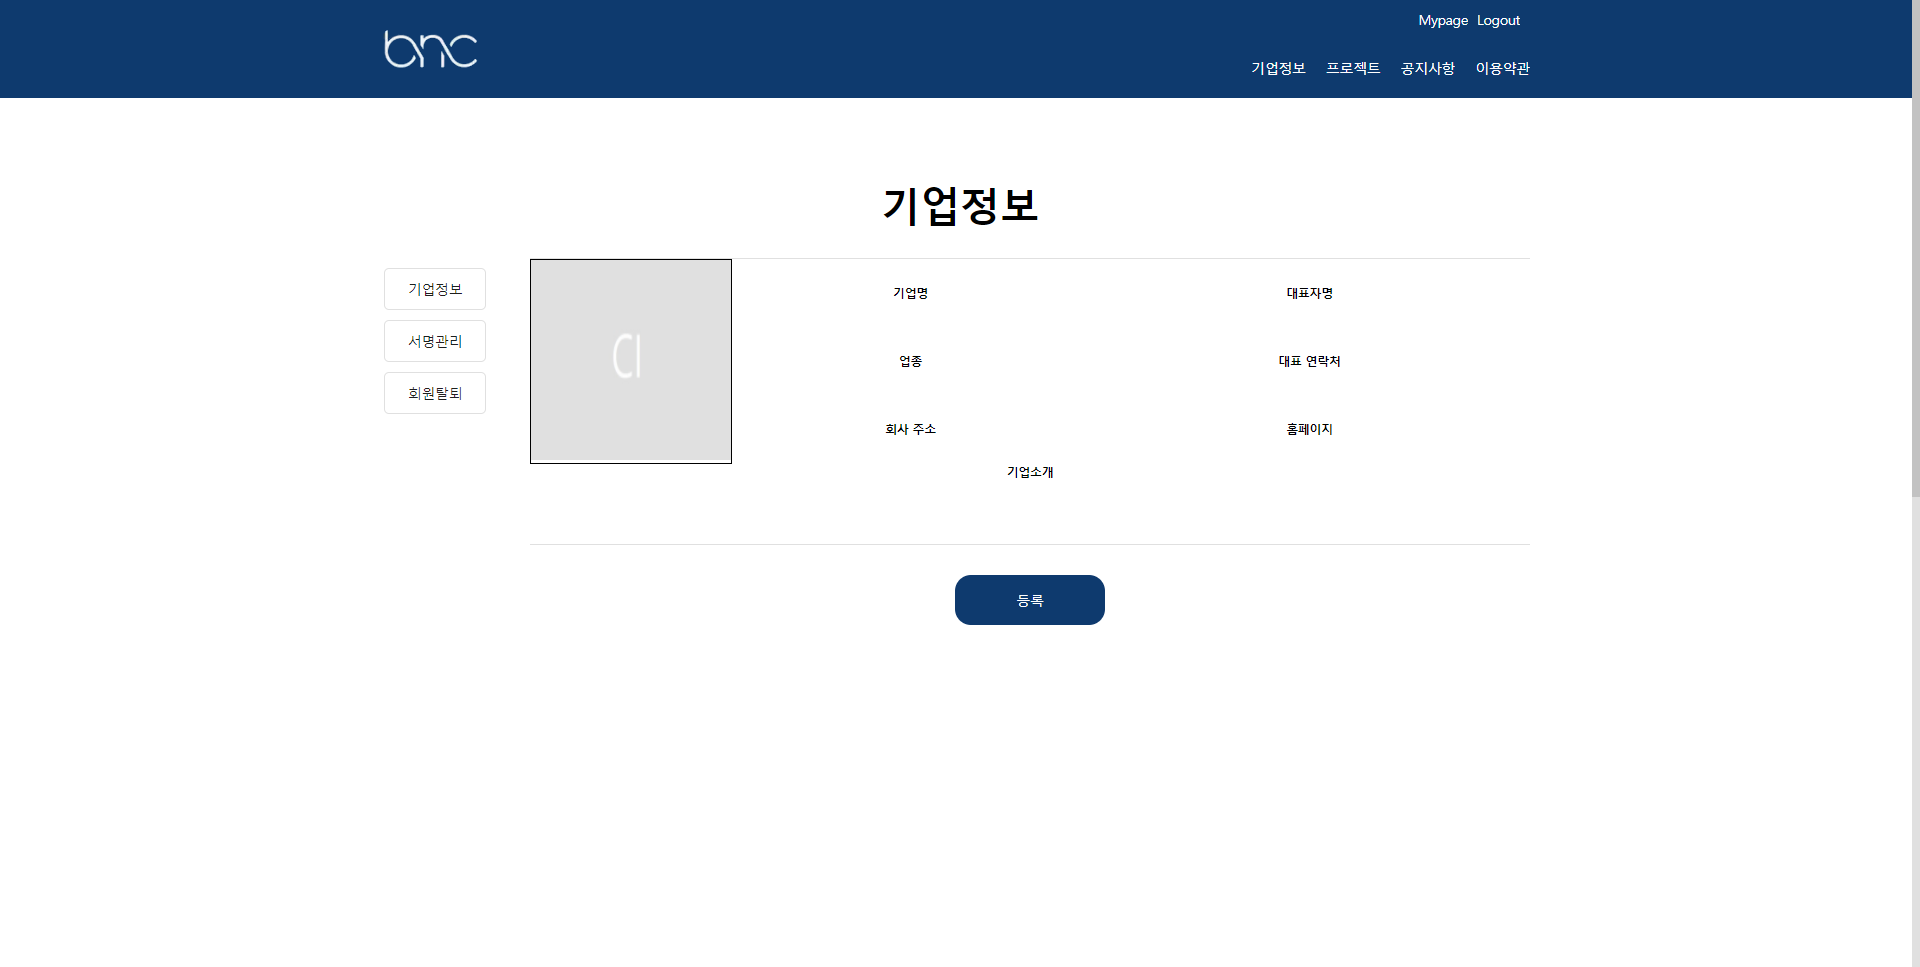 bnc
Mypage Logout
기업정보 프로젝트 공지사항 이용약관
기업정보
기업정보
서명관리
회원탈퇴
CI
기업명 대표자명
업종 대표 연락처
회사 주소 홈페이지
기업소개
등록